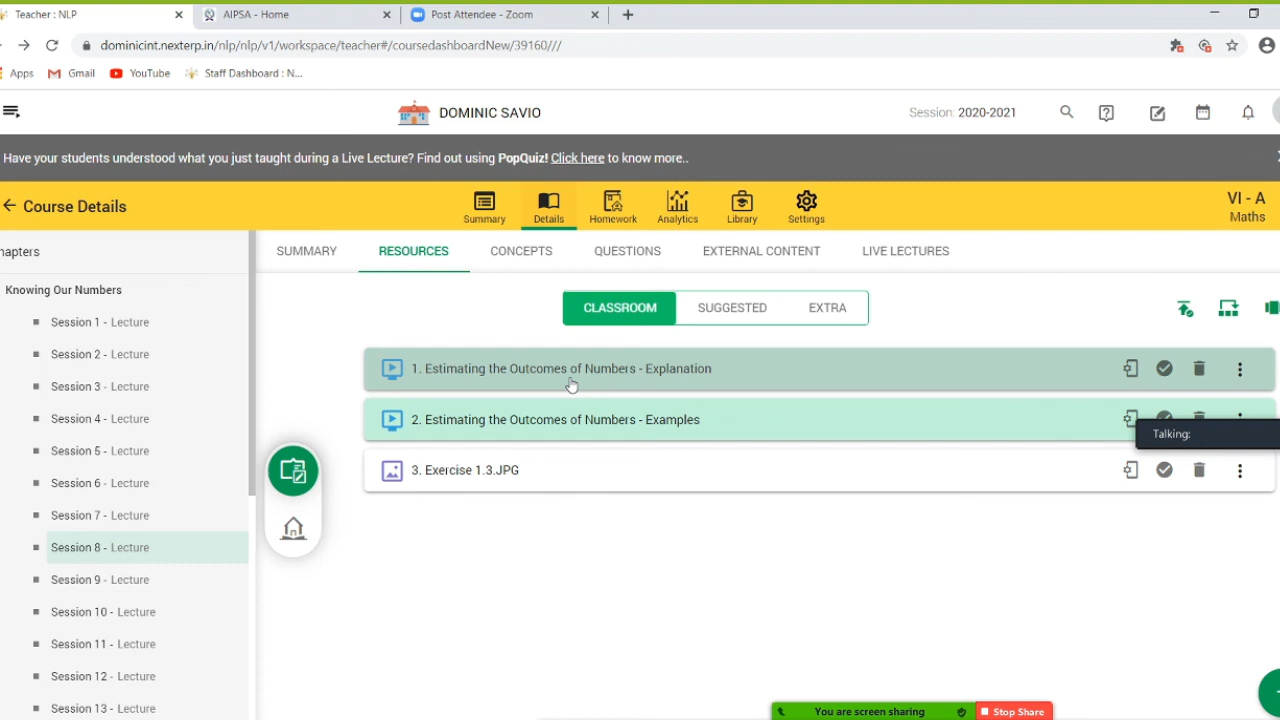 Teacher : NLP
AIPSA - Home
Post Attendee - Zoom
dominicint.nexterp.in/nlp/nlp/v1/workspace/teacher#/coursedashboardNew/39160///
Apps
Gmail
YouTube
Staff Dashboard : N...
DOMINIC SAVIO
Session: 2020-2021
Have your students understood what you just taught during a Live Lecture? Find out using PopQuiz! Click here to know more..
Course Details
Summary
Details
Homework
Analytics
Library
Settings
VI - A
Maths
hapters
SUMMARY
RESOURCES
CONCEPTS
QUESTIONS
EXTERNAL CONTENT
LIVE LECTURES
Knowing Our Numbers
Session 1 - Lecture
Session 2 - Lecture
Session 3 - Lecture
Session 4 - Lecture
Session 5 - Lecture
Session 6 - Lecture
Session 7 - Lecture
Session 8 - Lecture
Session 9 - Lecture
Session 10 - Lecture
Session 11 - Lecture
Session 12 - Lecture
Session 13 - Lecture
CLASSROOM
SUGGESTED
EXTRA
1. Estimating the Outcomes of Numbers - Explanation
2. Estimating the Outcomes of Numbers - Examples
Talking:
3. Exercise 1.3.JPG
You are screen sharing
Stop Share